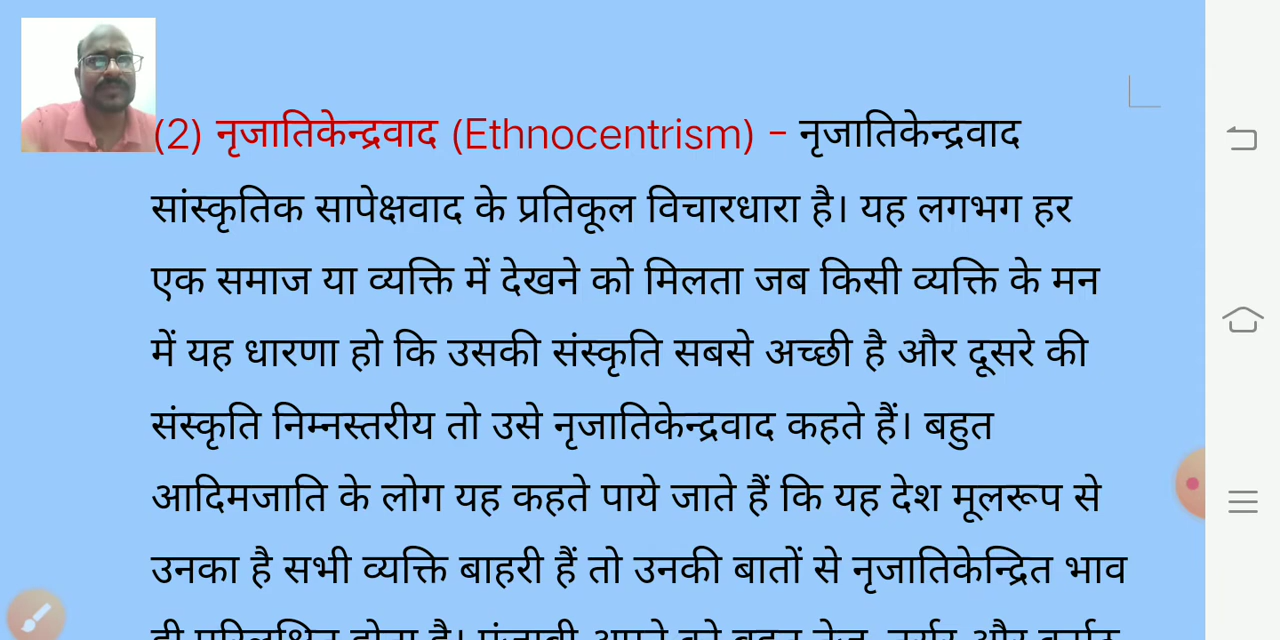 (2) नृजातिकेन्द्रवाद (Ethnocentrism) – नृजातिकेन्द्रवाद
सांस्कृतिक सापेक्षवाद के प्रतिकूल विचारधारा है। यह लगभग हर
एक समाज या व्यक्ति में देखने को मिलता जब किसी व्यक्ति के मन
में यह धारणा हो कि उसकी संस्कृति सबसे अच्छी है और दूसरे की
संस्कृति निम्नस्तरीय तो उसे नृजातिकेन्द्रवाद कहते हैं। बहुत
आदिमजाति के लोग यह कहते पाये जाते हैं कि यह देश मूलरूप से
उनका है सभी व्यक्ति बाहरी हैं तो उनकी बातों से नृजातिकेन्द्रित भाव